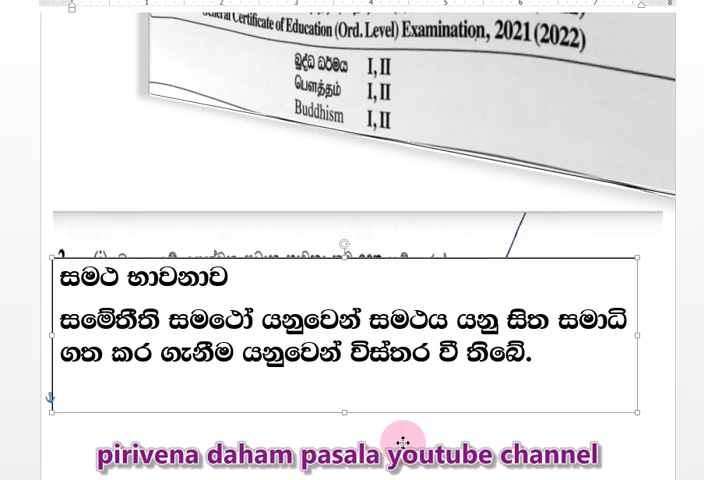 Certificate of Education (Ord. Level) Examination, 2021 (2022)
බුද්ධ ධර්මය I, II
பௌத்தம் I, II
Buddhism I, II
සමථ භාවනාව
සමේතීති සමථෝ යනුවෙන් සමථය යනු සිත සමාධි
ගත කර ගැනීම යනුවෙන් විස්තර වී තිබේ.
pirivena daham pasala youtube channel